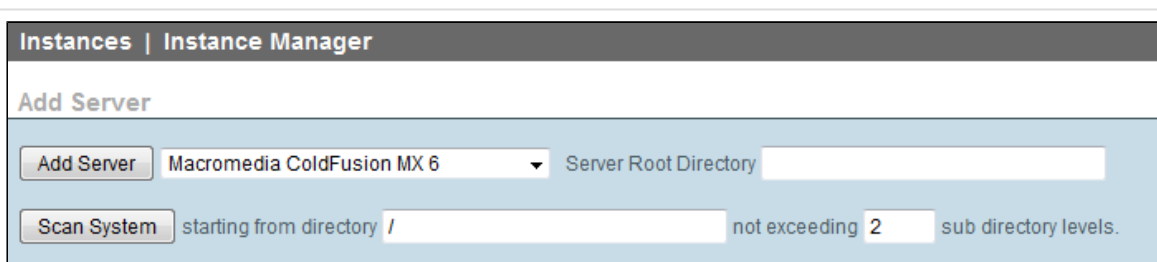 Instances | Instance Manager
Add Server
Add Server Macromedia ColdFusion MX 6 Server Root Directory
Scan System starting from directory / not exceeding 2 sub directory levels.